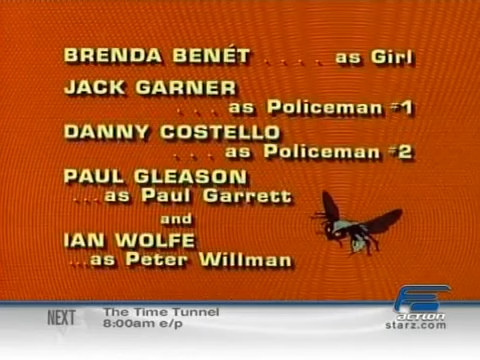 BRENDA BENÉT . . . . as Girl
JACK GARNER
. . . as Policeman #1
DANNY COSTELLO
. . . as Policeman #2
PAUL GLEASON
...as Paul Garrett
and
IAN WOLFE
...as Peter Willman
NEXT
The Time Tunnel
8:00am e/p
action
starz.com